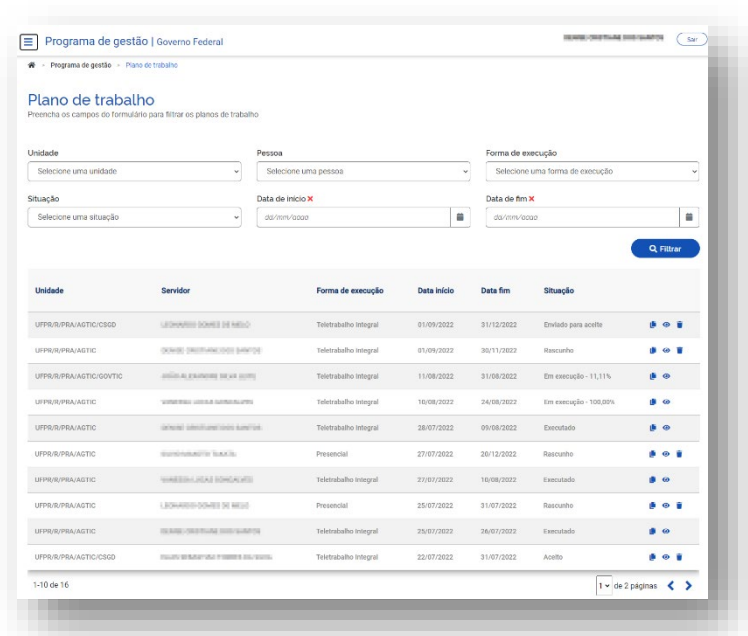 Programa de gestão | Governo Federal
Sair
Programa de gestão
Plano de trabalho
Plano de trabalho
Preencha os campos do formulário para filtrar os planos de trabalho
Unidade Pessoa Forma de execução
Selecione uma unidade Selecione uma pessoa Selecione uma forma de execução
Situação Data de início Data de fim
Selecione uma situação dd/mm/aaaa dd/mm/aaaa
Filtrar
Unidade Servidor Forma de execução Data início Data fim Situação
UFPR/R/PRA/AGTIC/CSGD Teletrabalho Integral 01/09/2022 31/12/2022 Enviado para aceite
UFPR/R/PRA/AGTIC Teletrabalho Integral 01/09/2022 30/11/2022 Rascunho
UFPR/R/PRA/AGTIC/GOVTIC Teletrabalho Integral 11/08/2022 31/08/2022 Em execução - 11,11%
UFPR/R/PRA/AGTIC Teletrabalho Integral 10/08/2022 24/08/2022 Em execução - 100,00%
UFPR/R/PRA/AGTIC Teletrabalho Integral 28/07/2022 09/08/2022 Executado
UFPR/R/PRA/AGTIC Presencial 27/07/2022 20/12/2022 Rascunho
UFPR/R/PRA/AGTIC Teletrabalho Integral 27/07/2022 10/08/2022 Executado
UFPR/R/PRA/AGTIC Presencial 25/07/2022 31/07/2022 Rascunho
UFPR/R/PRA/AGTIC Teletrabalho Integral 25/07/2022 26/07/2022 Executado
UFPR/R/PRA/AGTIC/CSGD Teletrabalho Integral 22/07/2022 31/07/2022 Aceito
1-10 de 16 1 de 2 páginas